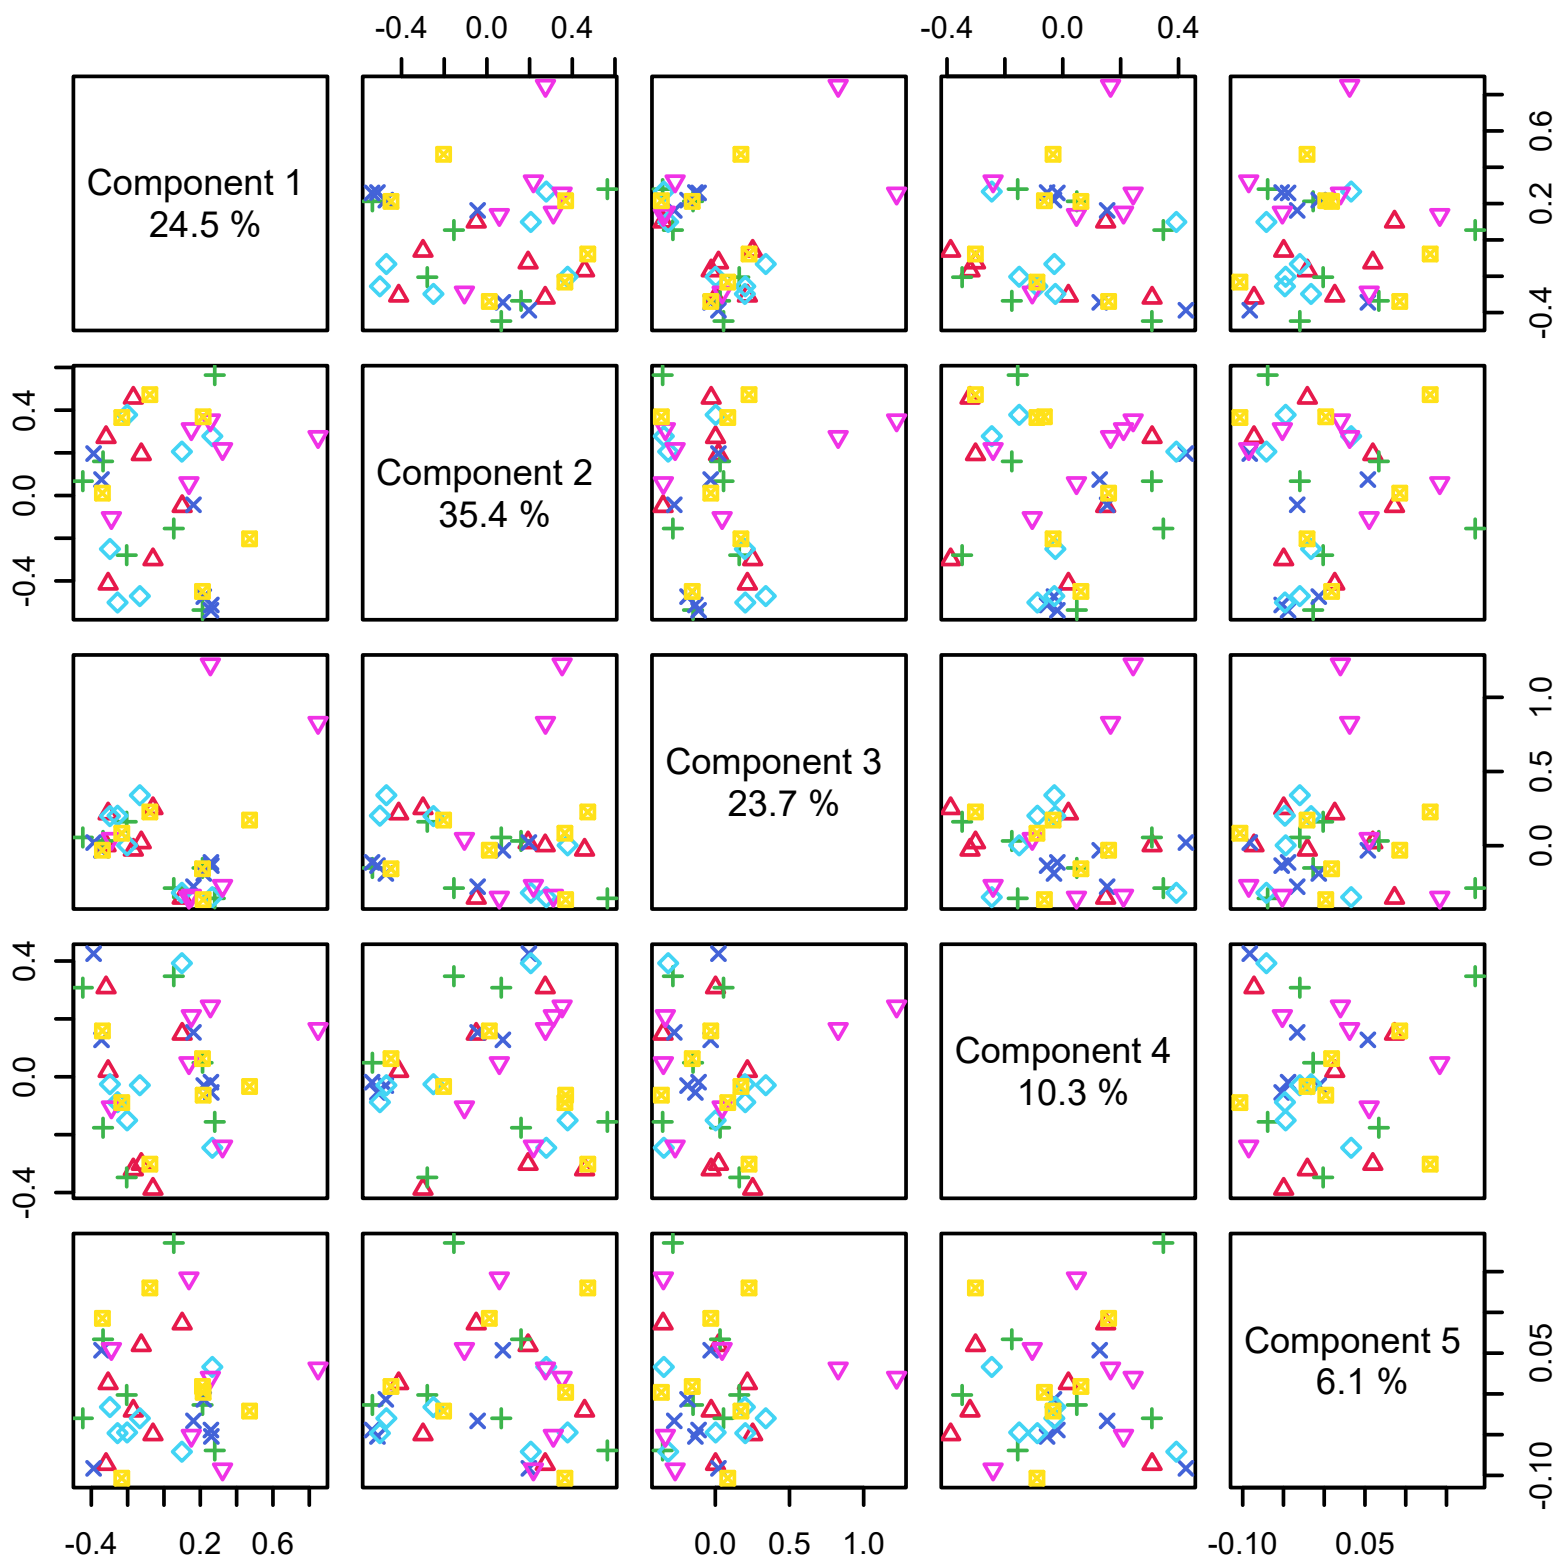 -0.4 0.0 0.4 -0.4 0.0 0.4
Component 1
24.5 %
-0.4 0.2 0.6
-0.4 0.0 0.4
Component 2
35.4 %
Component 3
23.7 %
0.0 0.5 1.0
-0.4 0.0 0.4
Component 4
10.3 %
Component 5
6.1 %
-0.10 0.05
-0.4 0.2 0.6 0.0 0.5 1.0 -0.10 0.05